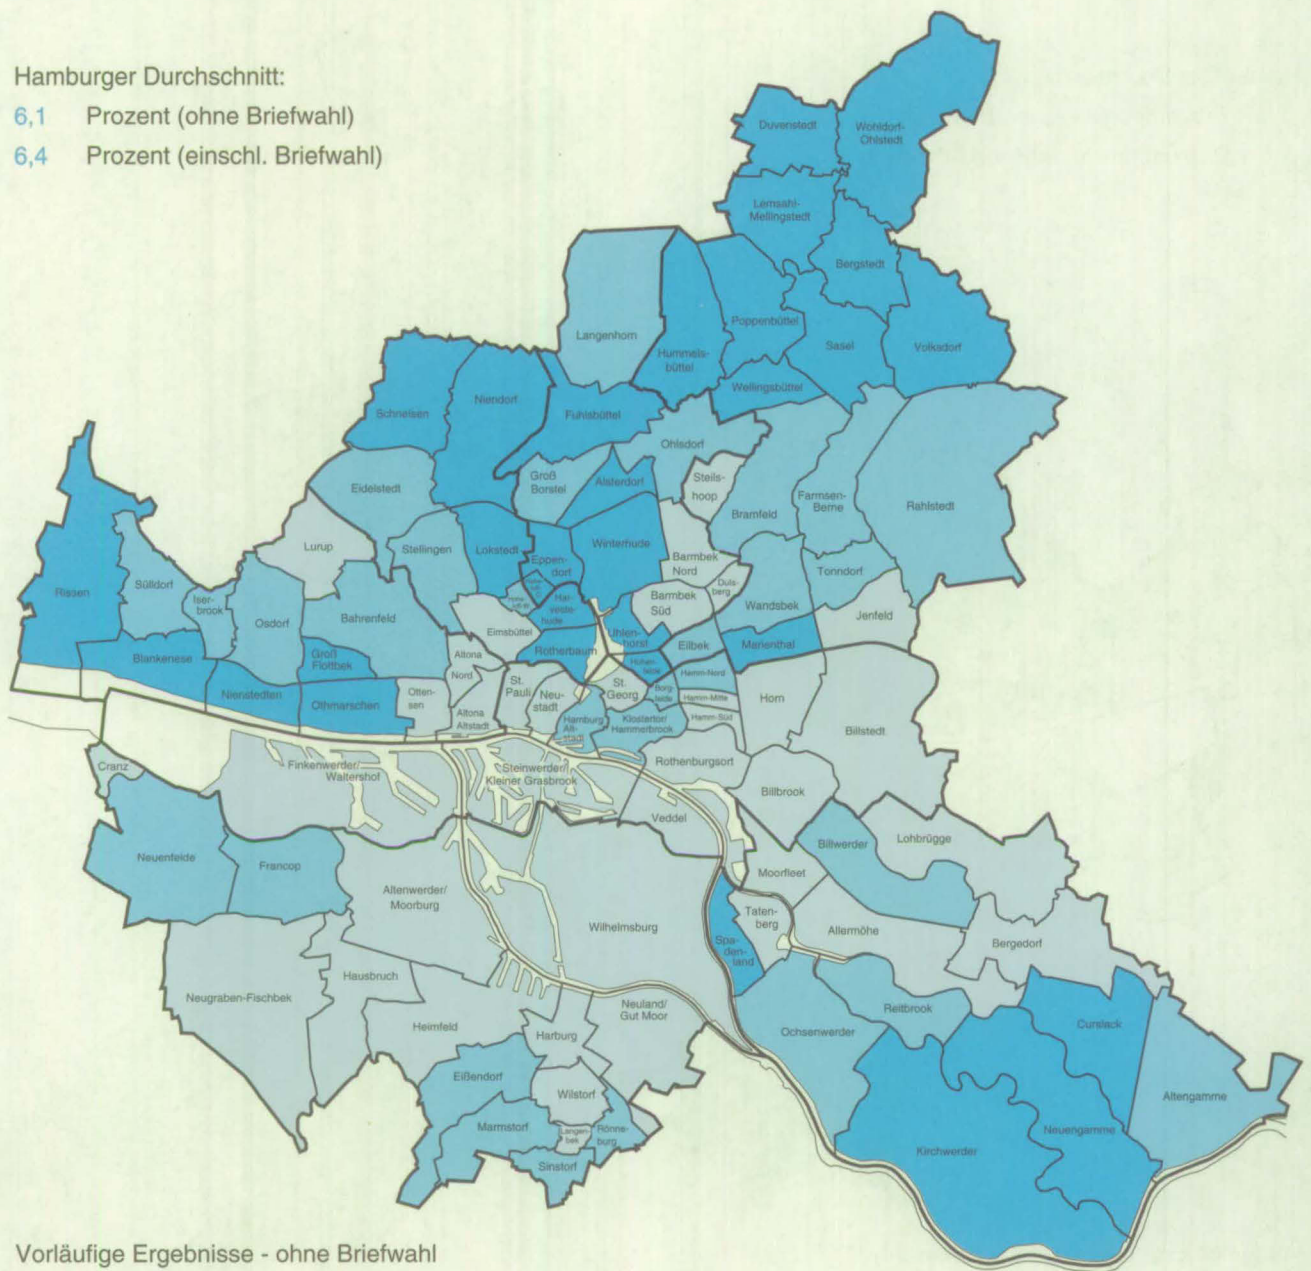 Hamburger Durchschnitt:
6,1 Prozent (ohne Briefwahl)
6,4 Prozent (einschl. Briefwahl)
Duvenstedt
Wohldorf-
Ohlstedt
Lemsahl-
Mellingstedt
Bergstedt
Langenhorn
Hummels-
büttel
Poppenbüttel
Sasel
Volksdorf
Wellingsbüttel
Schnelsen
Niendorf
Fuhlsbüttel
Ohlsdorf
Groß
Borstel
Alsterdorf
Steils-
hoop
Bramfeld
Farmsen-
Berne
Rahlstedt
Eidelstedt
Lurup
Stellingen
Lokstedt
Eppen-
dorf
Winterhude
Barmbek
Nord
Duls-
berg
Barmbek
Süd
Wandsbek
Tonndorf
Jenfeld
Rissen
Sülldorf
Iser-
brook
Osdorf
Bahrenfeld
Har-
veste-
hude
Eimsbüttel
Rotherbaum
Uhlen-
horst
Eilbek
Marienthal
Blankenese
Groß
Flottbek
Nienstedten
Othmarschen
Otten-
sen
Altona
Nord
Altona
Altstadt
St.
Pauli
Neu-
stadt
St.
Georg
Hohen-
felde
Borg-
felde
Hamm-Nord
Hamm-Mitte
Hamm-Süd
Hamburg
Alt-
stadt
Klostertor/
Hammerbrook
Horn
Billstedt
Cranz
Finkenwerder/
Waltershof
Steinwerder/
Kleiner Grasbrook
Rothenburgsort
Billbrook
Veddel
Neuenfelde
Francop
Altenwerder/
Moorburg
Wilhelmsburg
Moorfleet
Billwerder
Lohbrügge
Spa-
den-
land
Taten-
berg
Allermöhe
Bergedorf
Neugraben-Fischbek
Hausbruch
Heimfeld
Harburg
Neuland/
Gut Moor
Ochsenwerder
Reitbrook
Curslack
Altengamme
Eißendorf
Wilstorf
Marmstorf
Langen-
bek
Rönne-
burg
Sinstorf
Kirchwerder
Neuengamme
Vorläufige Ergebnisse - ohne Briefwahl